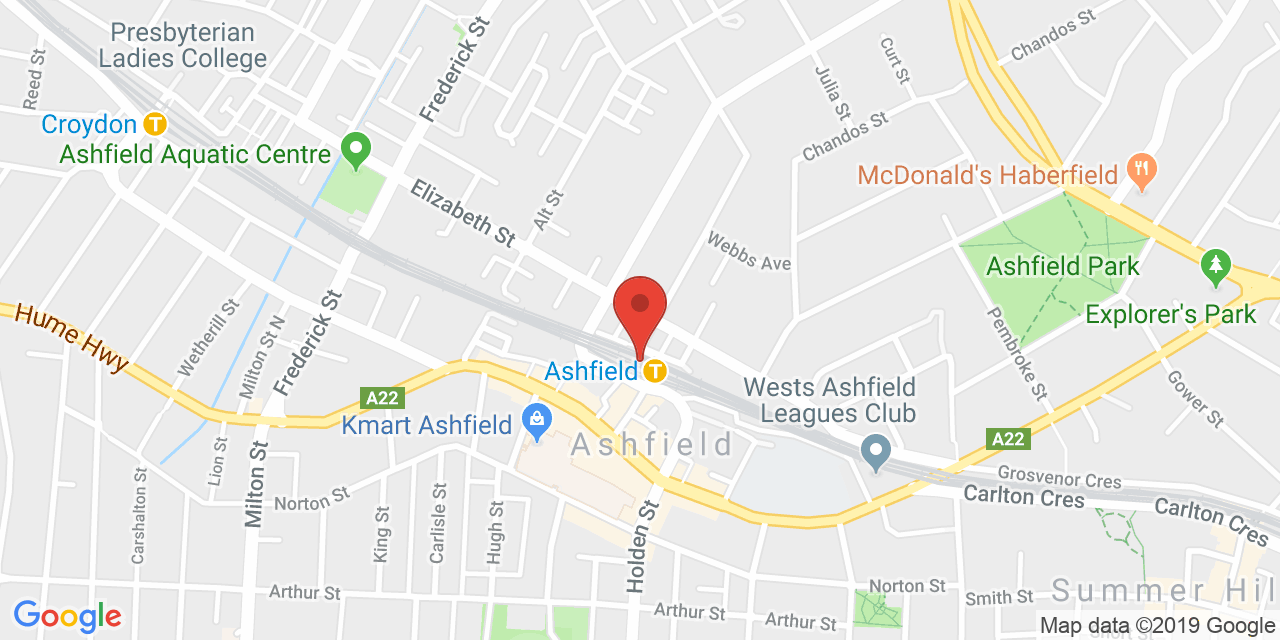 Presbyterian
Ladies College
Reed St
Frederick St
Julia St
Curt St
Chandos St
Croydon T
Ashfield Aquatic Centre
Chandos St
McDonald's Haberfield
Elizabeth St
Alt St
Webbs Ave
Ashfield Park
Explorer's Park
Hume Hwy
Wetherill St
Milton St N
Frederick St
Pembroke St
Gower St
Ashfield T
A22
Kmart Ashfield
Wests Ashfield
Leagues Club
Ashfield
A22
Lion St
Milton St
Carshalton St
Norton St
King St
Carlisle St
Hugh St
Holden St
Grosvenor Cres
Carlton Cres
Carlton Cres
Arthur St
Arthur St
Arthur St
Norton St
Smith St
Summer Hil
Google
Map data ©2019 Google